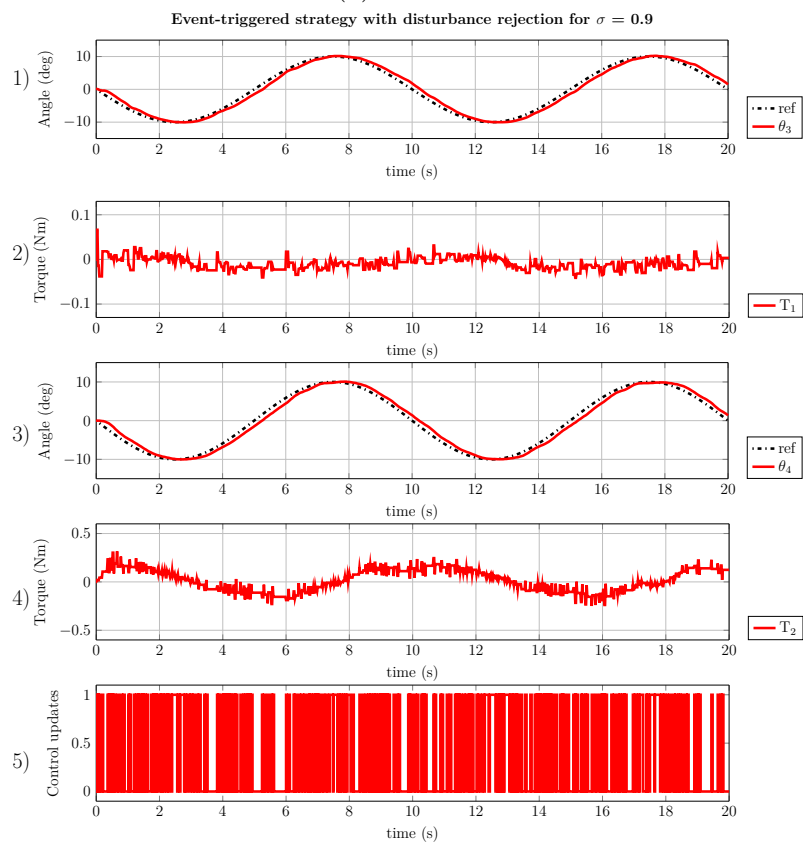 Event-triggered strategy with disturbance rejection for σ = 0.9
1)
Angle (deg)
10
0
−10
0 2 4 6 8 10 12 14 16 18 20
time (s)
ref
θ3
2)
Torque (Nm)
0.1
0
−0.1
0 2 4 6 8 10 12 14 16 18 20
time (s)
T1
3)
Angle (deg)
10
0
−10
0 2 4 6 8 10 12 14 16 18 20
time (s)
ref
θ4
4)
Torque (Nm)
0.5
0
−0.5
0 2 4 6 8 10 12 14 16 18 20
time (s)
T2
5)
Control updates
1
0
0 2 4 6 8 10 12 14 16 18 20
time (s)